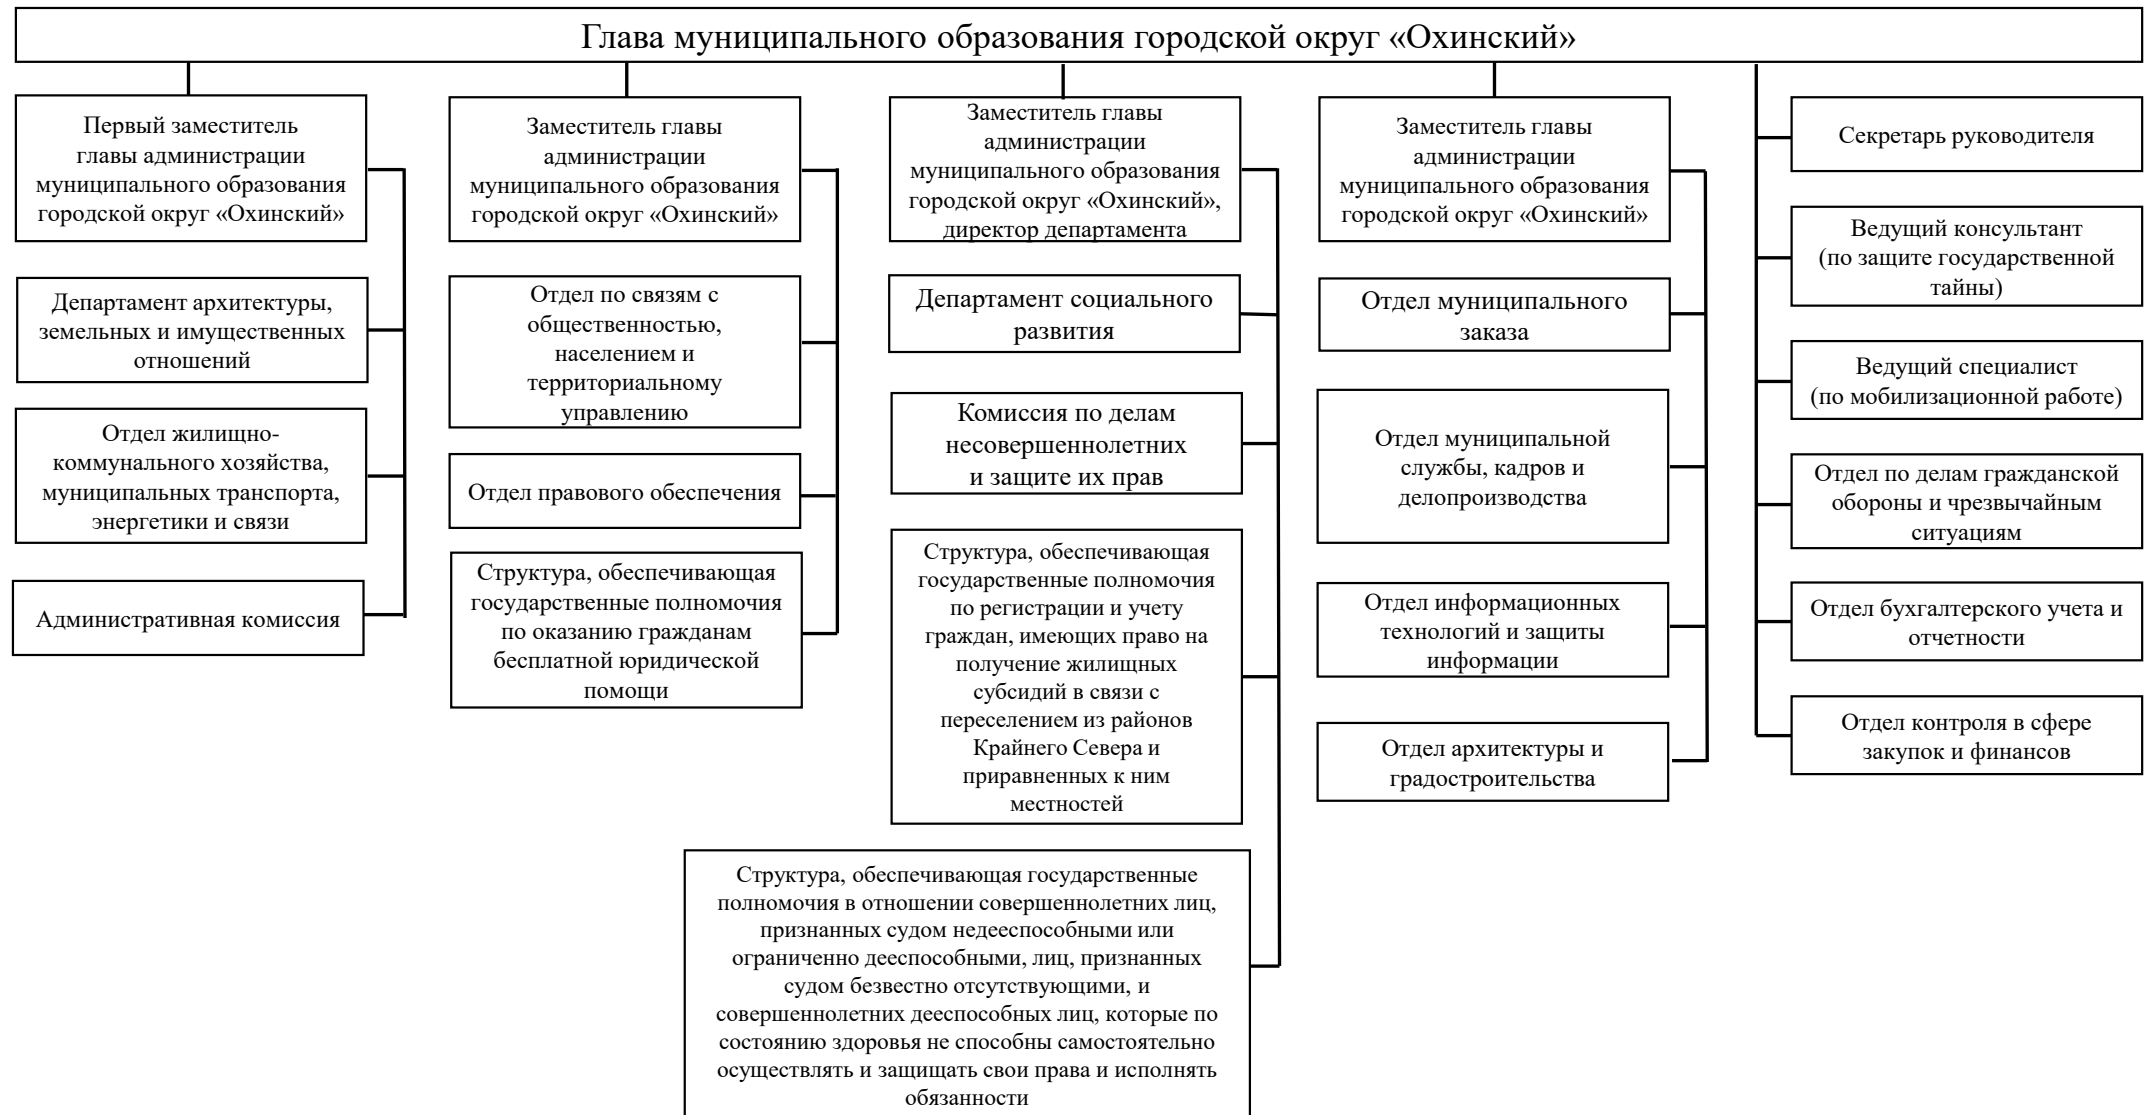 Глава муниципального образования городской округ «Охинский»
Первый заместитель
главы администрации
муниципального образования
городской округ «Охинский»
Департамент архитектуры,
земельных и имущественных
отношений
Отдел жилищно-
коммунального хозяйства,
муниципальных транспорта,
энергетики и связи
Административная комиссия
Заместитель главы
администрации
муниципального образования
городской округ «Охинский»
Отдел по связям с
общественностью,
населением и
территориальному
управлению
Отдел правового обеспечения
Структура, обеспечивающая
государственные полномочия
по оказанию гражданам
бесплатной юридической
помощи
Заместитель главы
администрации
муниципального образования
городской округ «Охинский»,
директор департамента
Департамент социального
развития
Комиссия по делам
несовершеннолетних
и защите их прав
Структура, обеспечивающая
государственные полномочия
по регистрации и учету
граждан, имеющих право на
получение жилищных
субсидий в связи с
переселением из районов
Крайнего Севера и
приравненных к ним
местностей
Структура, обеспечивающая государственные
полномочия в отношении совершеннолетних лиц,
признанных судом недееспособными или
ограниченно дееспособными, лиц, признанных
судом безвестно отсутствующими, и
совершеннолетних дееспособных лиц, которые по
состоянию здоровья не способны самостоятельно
осуществлять и защищать свои права и исполнять
обязанности
Заместитель главы
администрации
муниципального образования
городской округ «Охинский»
Отдел муниципального
заказа
Отдел муниципальной
службы, кадров и
делопроизводства
Отдел информационных
технологий и защиты
информации
Отдел архитектуры и
градостроительства
Секретарь руководителя
Ведущий консультант
(по защите государственной
тайны)
Ведущий специалист
(по мобилизационной работе)
Отдел по делам гражданской
обороны и чрезвычайным
ситуациям
Отдел бухгалтерского учета и
отчетности
Отдел контроля в сфере
закупок и финансов